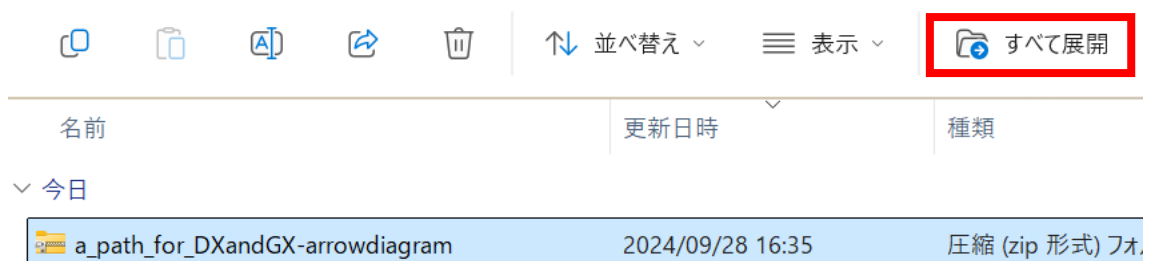 並べ替え 表示 すべて展開
名前 更新日時 種類
今日
a_path_for_DXandGX-arrowdiagram 2024/09/28 16:35 圧縮 (zip 形式) フォ